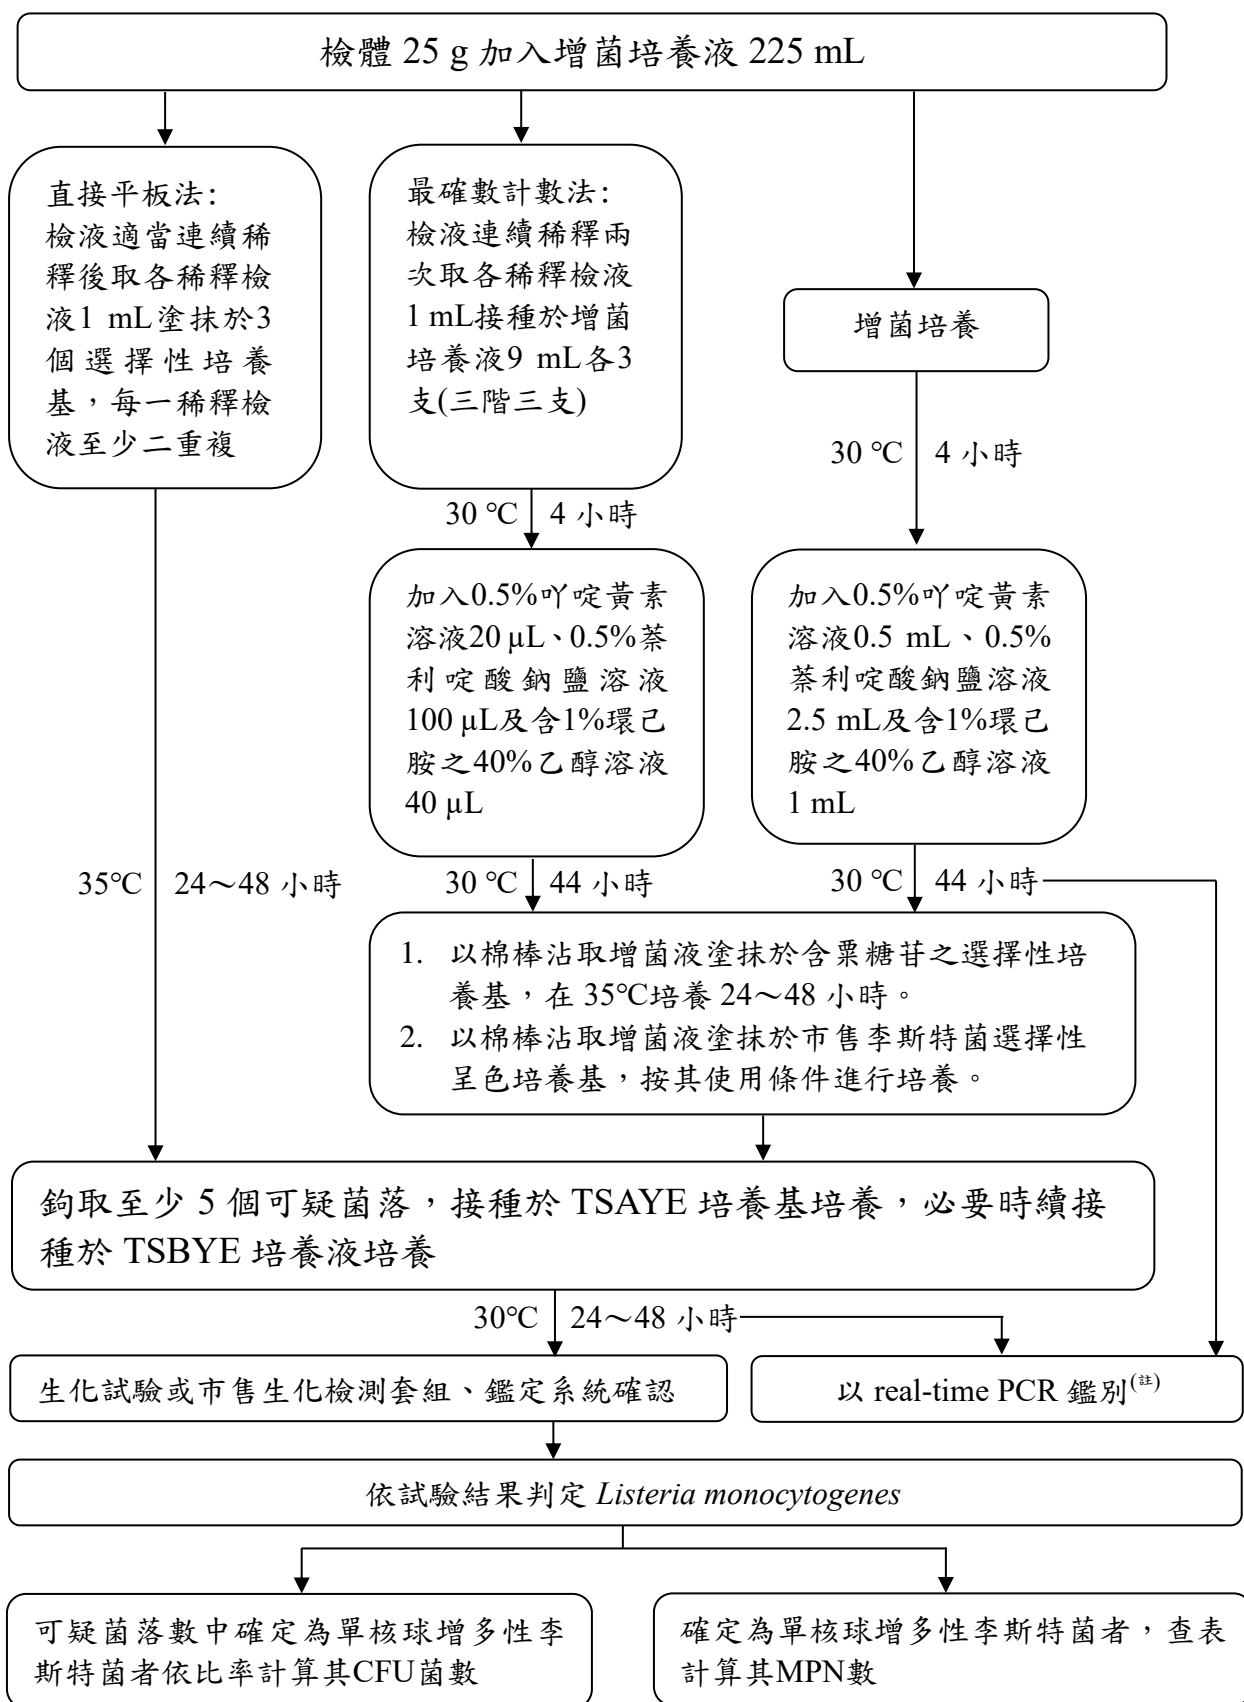 檢體 25 g 加入增菌培養液 225 mL
直接平板法:
檢液適當連續稀
釋後取各稀釋檢
液1 mL塗抹於3
個選擇性培養
基，每一稀釋檢
液至少二重複
最確數計數法:
檢液連續稀釋兩
次取各稀釋檢液
1 mL接種於增菌
培養液9 mL各3
支(三階三支)
增菌培養
30 ℃ 4 小時
30 ℃ 4 小時
加入0.5%吖啶黃素
溶液20 μL、0.5%萘
利啶酸鈉鹽溶液
100 μL及含1%環己
胺之40%乙醇溶液
40 μL
加入0.5%吖啶黃素
溶液0.5 mL、0.5%
萘利啶酸鈉鹽溶液
2.5 mL及含1%環己
胺之40%乙醇溶液
1 mL
35℃ 24～48 小時
30 ℃ 44 小時
30 ℃ 44 小時
1. 以棉棒沾取增菌液塗抹於含粟糖苷之選擇性培
養基，在 35℃培養 24～48 小時。
2. 以棉棒沾取增菌液塗抹於市售李斯特菌選擇性
呈色培養基，按其使用條件進行培養。
鉤取至少 5 個可疑菌落，接種於 TSAYE 培養基培養，必要時續接
種於 TSBYE 培養液培養
30℃ 24～48 小時
生化試驗或市售生化檢測套組、鑑定系統確認
以 real-time PCR 鑑別(註)
依試驗結果判定 Listeria monocytogenes
可疑菌落數中確定為單核球增多性李
斯特菌者依比率計算其CFU菌數
確定為單核球增多性李斯特菌者，查表
計算其MPN數